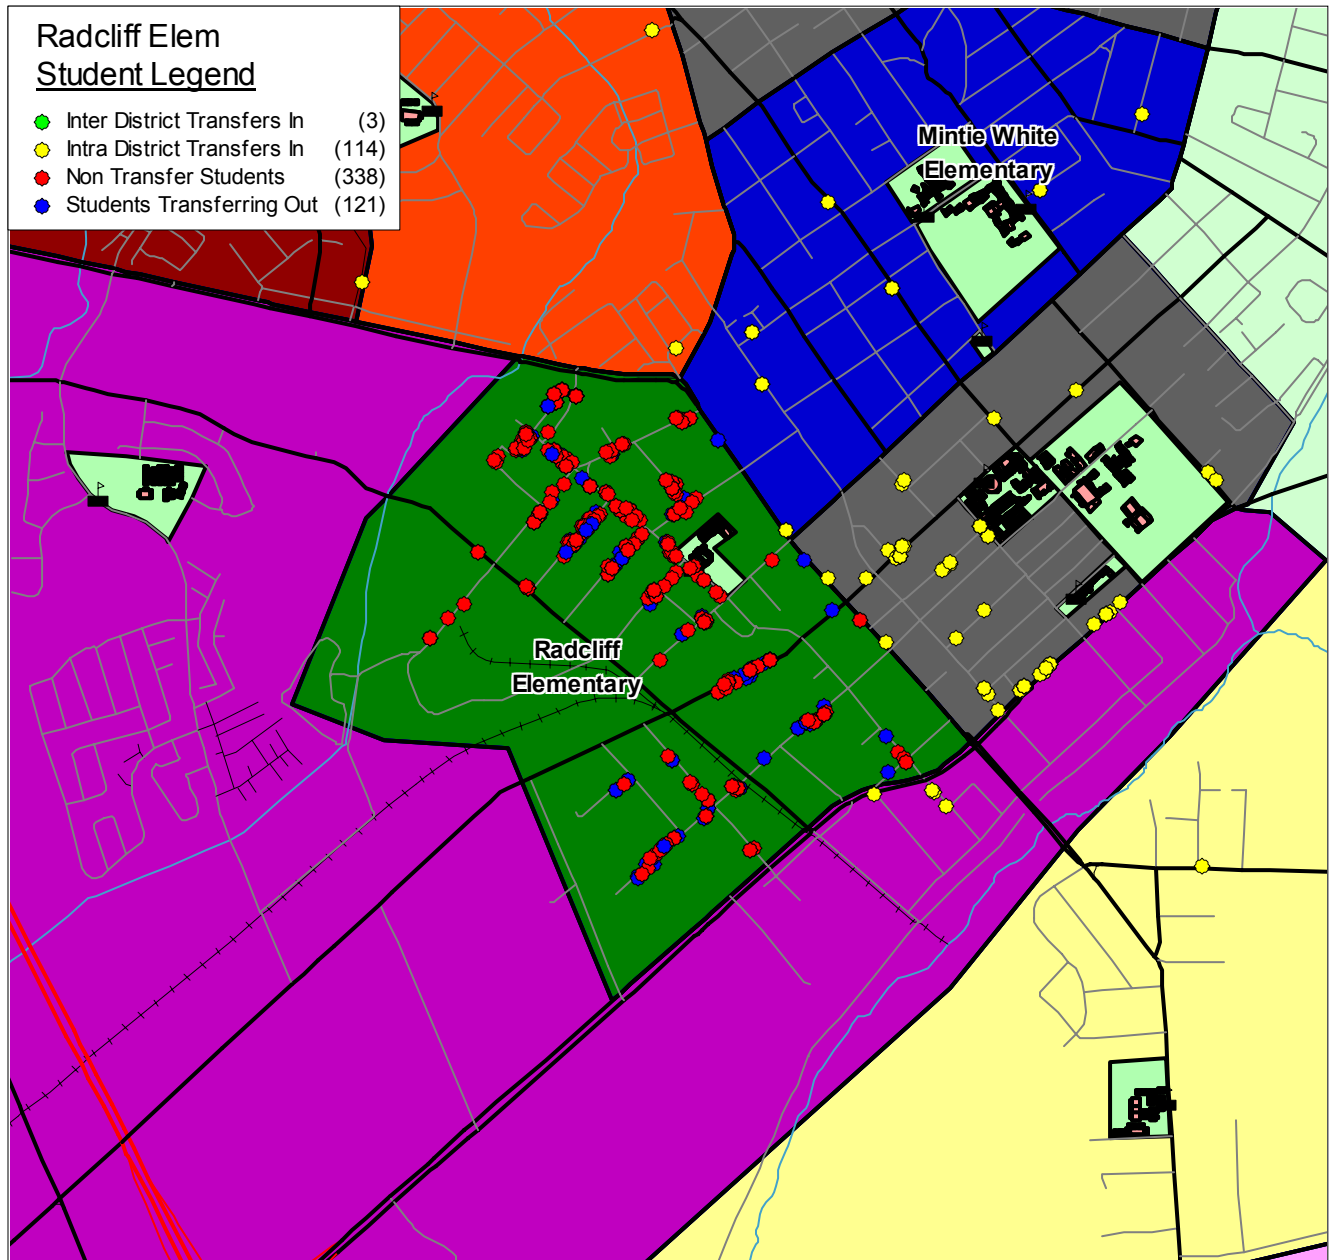 Radcliff Elem
Student Legend
Inter District Transfers In (3)
Intra District Transfers In (114)
Non Transfer Students (338)
Students Transferring Out (121)
Mintie White
Elementary
Radcliff
Elementary